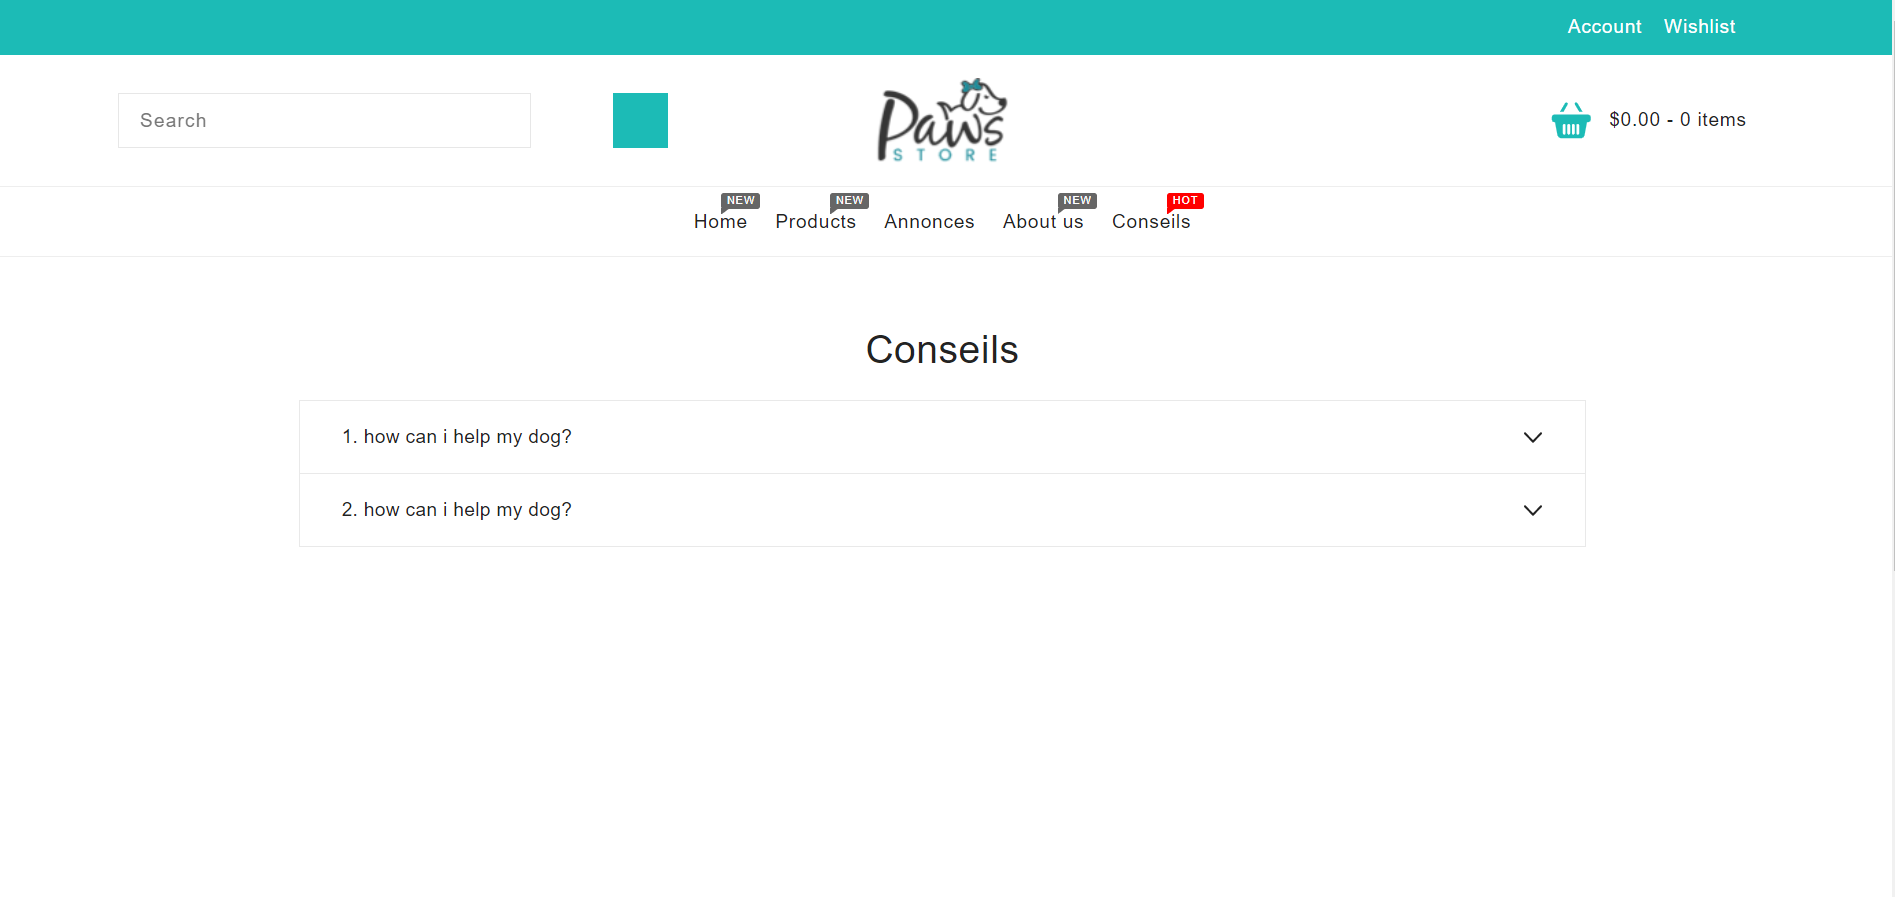 Account Wishlist
Search
Paws
STORE
$0.00 - 0 items
NEW NEW NEW HOT
Home Products Annonces About us Conseils
Conseils
1. how can i help my dog?
2. how can i help my dog?